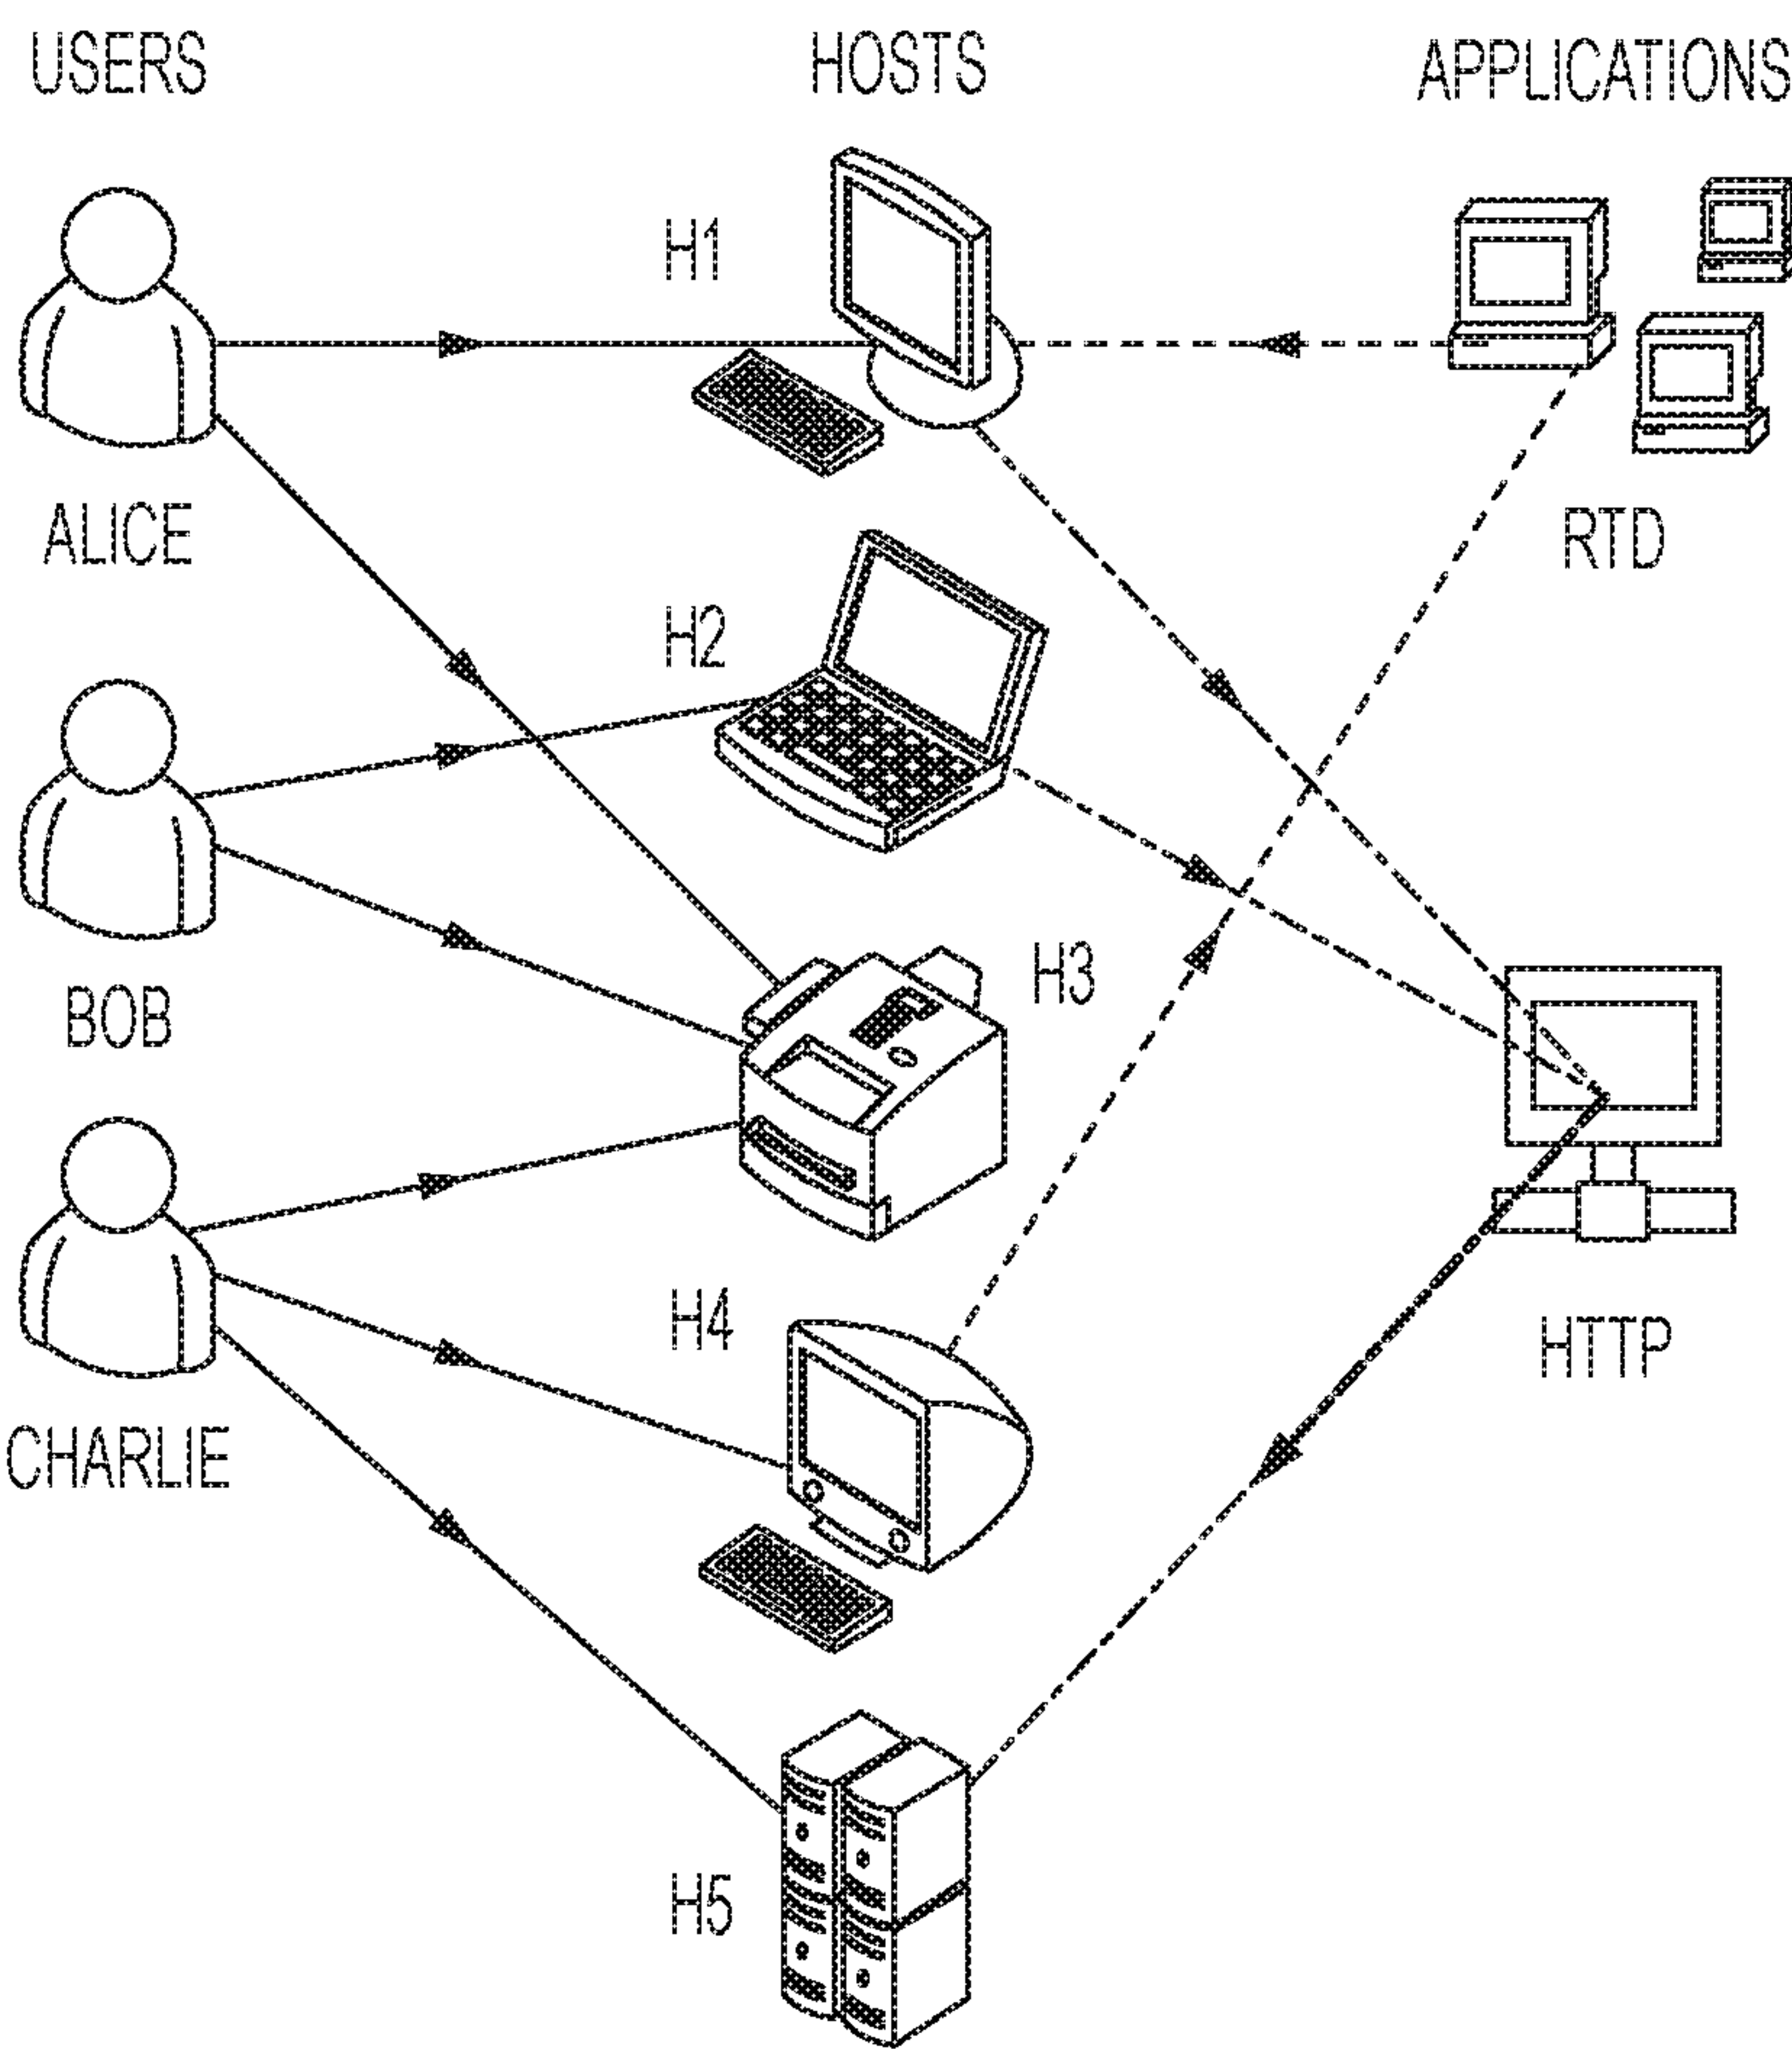 USERS
HOSTS
APPLICATIONS
H1
ALICE
RTD
H2
H3
BOB
H4
HTTP
CHARLIE
H5